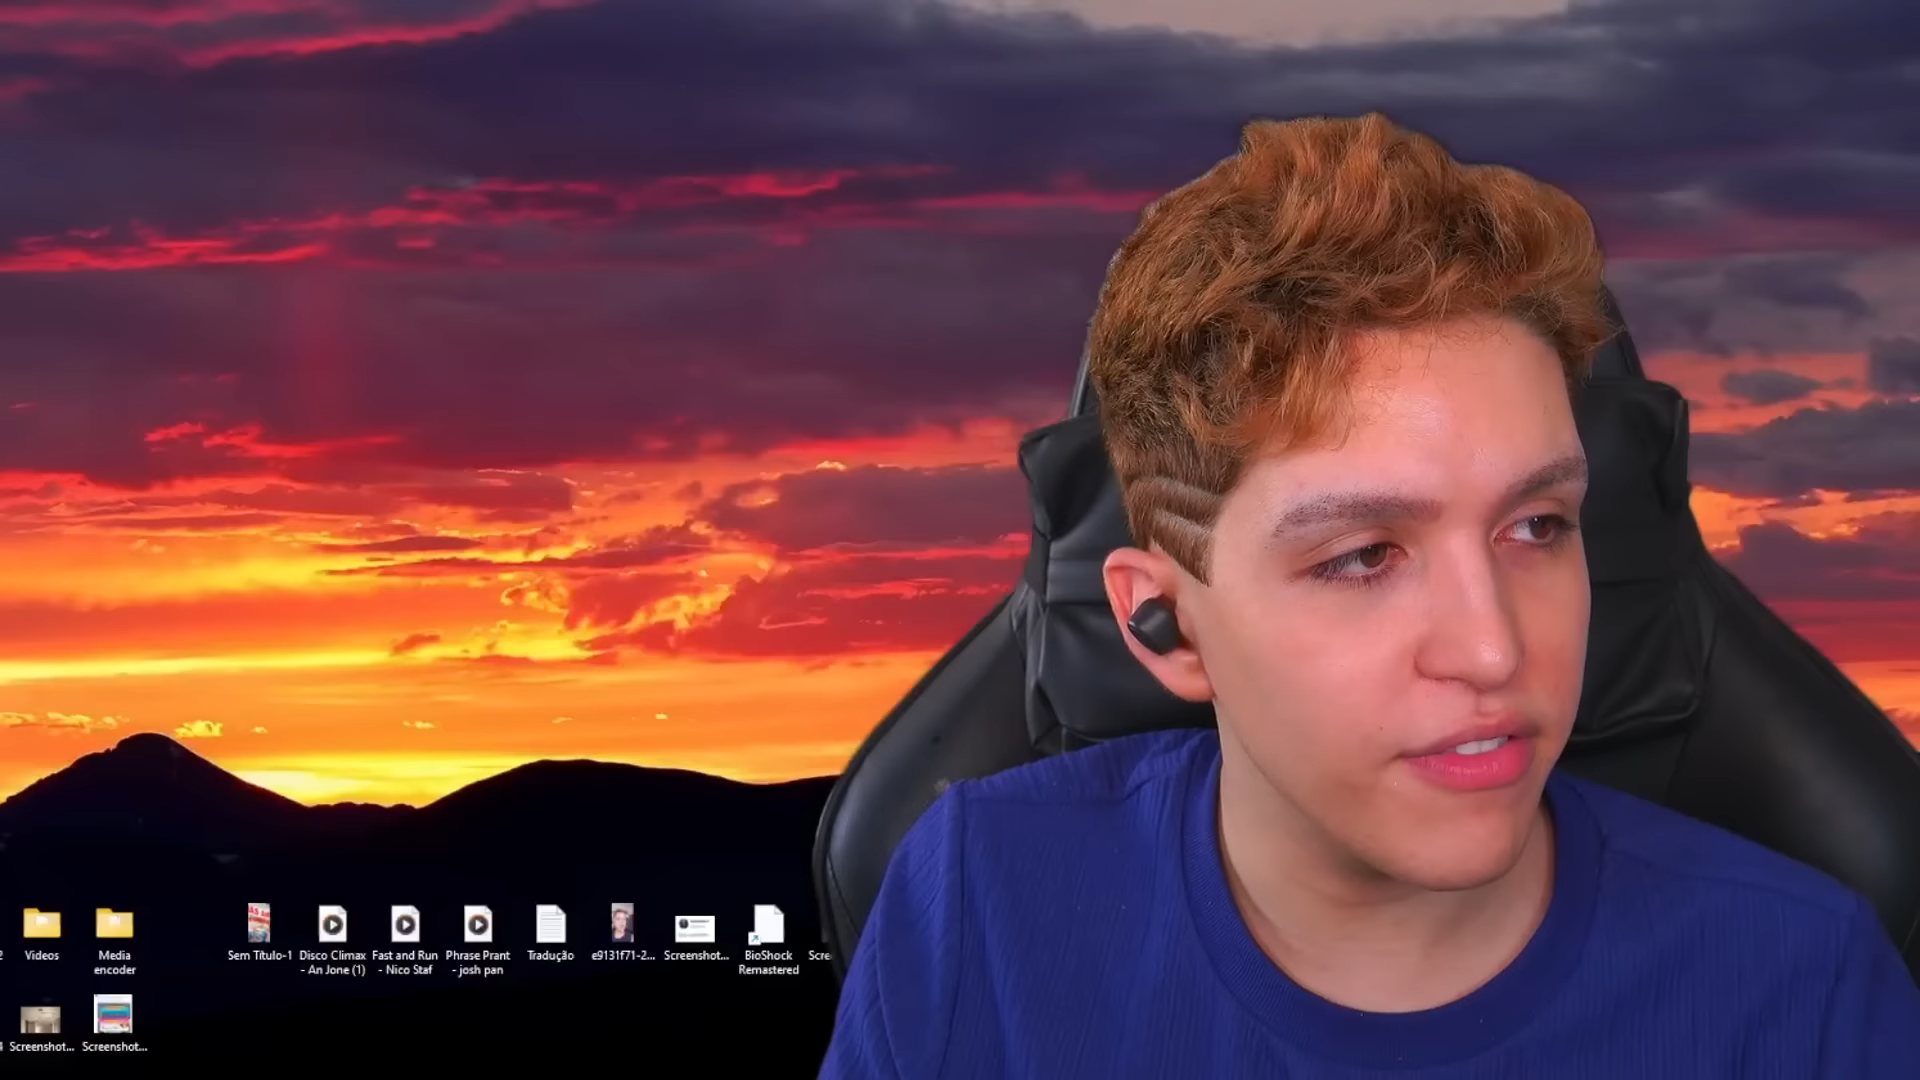 Videos
Media
encoder
Sem Título-1
Disco Climax
- An Jone (1)
Fast and Run
- Nico Staf
Phrase Prant
- josh pan
Tradução
e9131f71-2...
Screenshot...
BioShock
Remastered
Scre
Screenshot...
Screenshot...